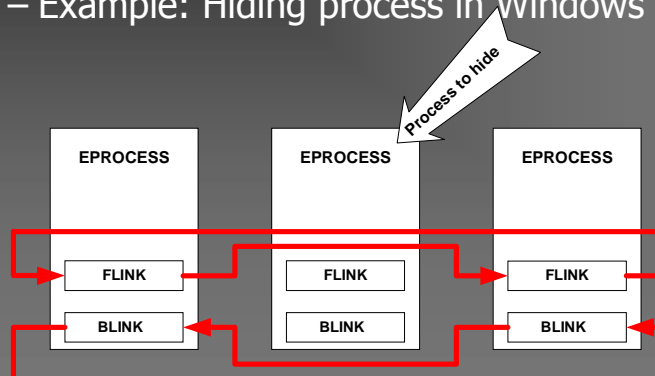 – Example: Hiding process in Windows
Process to hide
EPROCESS
EPROCESS
EPROCESS
FLINK
FLINK
FLINK
BLINK
BLINK
BLINK